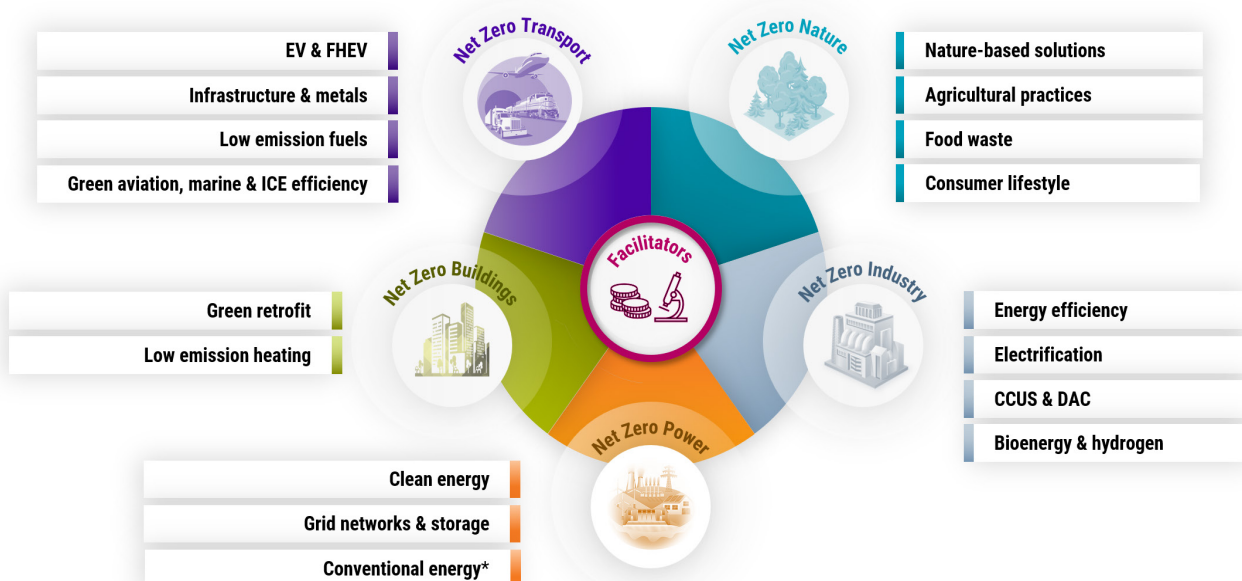 Net Zero Transport
EV & FHEV
Infrastructure & metals
Low emission fuels
Green aviation, marine & ICE efficiency
Net Zero Nature
Nature-based solutions
Agricultural practices
Food waste
Consumer lifestyle
Facilitators
Net Zero Buildings
Green retrofit
Low emission heating
Net Zero Industry
Energy efficiency
Electrification
CCUS & DAC
Bioenergy & hydrogen
Net Zero Power
Clean energy
Grid networks & storage
Conventional energy*